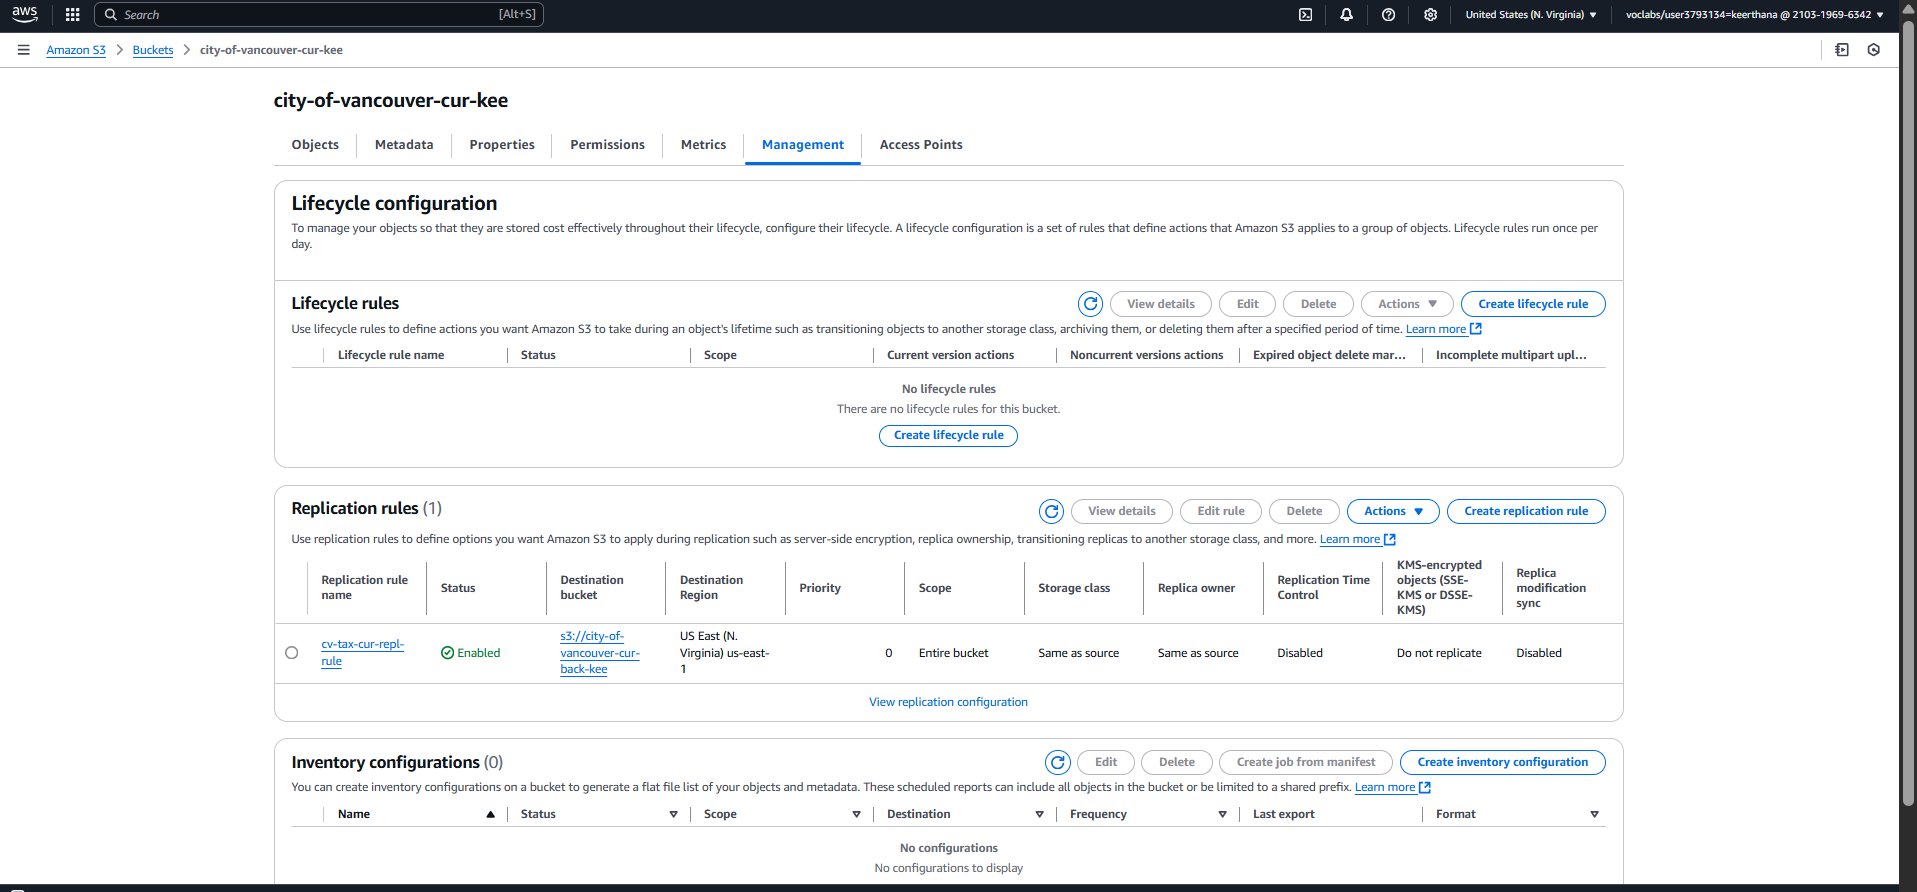 aws
Search [Alt+S]
United States (N. Virginia)
voclabs/user3793134=keerthana @ 2103-1969-6342
Amazon S3 > Buckets > city-of-vancouver-cur-kee
city-of-vancouver-cur-kee
Objects Metadata Properties Permissions Metrics Management Access Points
Lifecycle configuration
To manage your objects so that they are stored cost effectively throughout their lifecycle, configure their lifecycle. A lifecycle configuration is a set of rules that define actions that Amazon S3 applies to a group of objects. Lifecycle rules run once per
day.
Lifecycle rules
View details Edit Delete Actions Create lifecycle rule
Use lifecycle rules to define actions you want Amazon S3 to take during an object's lifetime such as transitioning objects to another storage class, archiving them, or deleting them after a specified period of time. Learn more
Lifecycle rule name Status Scope Current version actions Noncurrent versions actions Expired object delete mar... Incomplete multipart upl...
No lifecycle rules
There are no lifecycle rules for this bucket.
Create lifecycle rule
Replication rules (1)
View details Edit rule Delete Actions Create replication rule
Use replication rules to define options you want Amazon S3 to apply during replication such as server-side encryption, replica ownership, transitioning replicas to another storage class, and more. Learn more
Replication rule
name
Status
Destination
bucket
Destination
Region
Priority
Scope
Storage class
Replica owner
Replication Time
Control
KMS-encrypted
objects (SSE-
KMS or DSSE-
KMS)
Replica
modification
sync
cv-tax-cur-repl-
rule
Enabled
s3://city-of-
vancouver-cur-
back-kee
US East (N.
Virginia) us-east-
1
0
Entire bucket
Same as source
Same as source
Disabled
Do not replicate
Disabled
View replication configuration
Inventory configurations (0)
Edit Delete Create job from manifest Create inventory configuration
You can create inventory configurations on a bucket to generate a flat file list of your objects and metadata. These scheduled reports can include all objects in the bucket or be limited to a shared prefix. Learn more
Name Status Scope Destination Frequency Last export Format
No configurations
No configurations to display